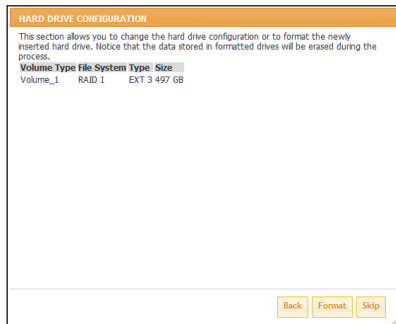 HARD DRIVE CONFIGURATION
This section allows you to change the hard drive configuration or to format the newly
inserted hard drive. Notice that the data stored in formatted drives will be erased during the
process.
Volume Type File System Type Size
Volume_1 RAID 1 EXT 3 497 GB
Back Format Skip